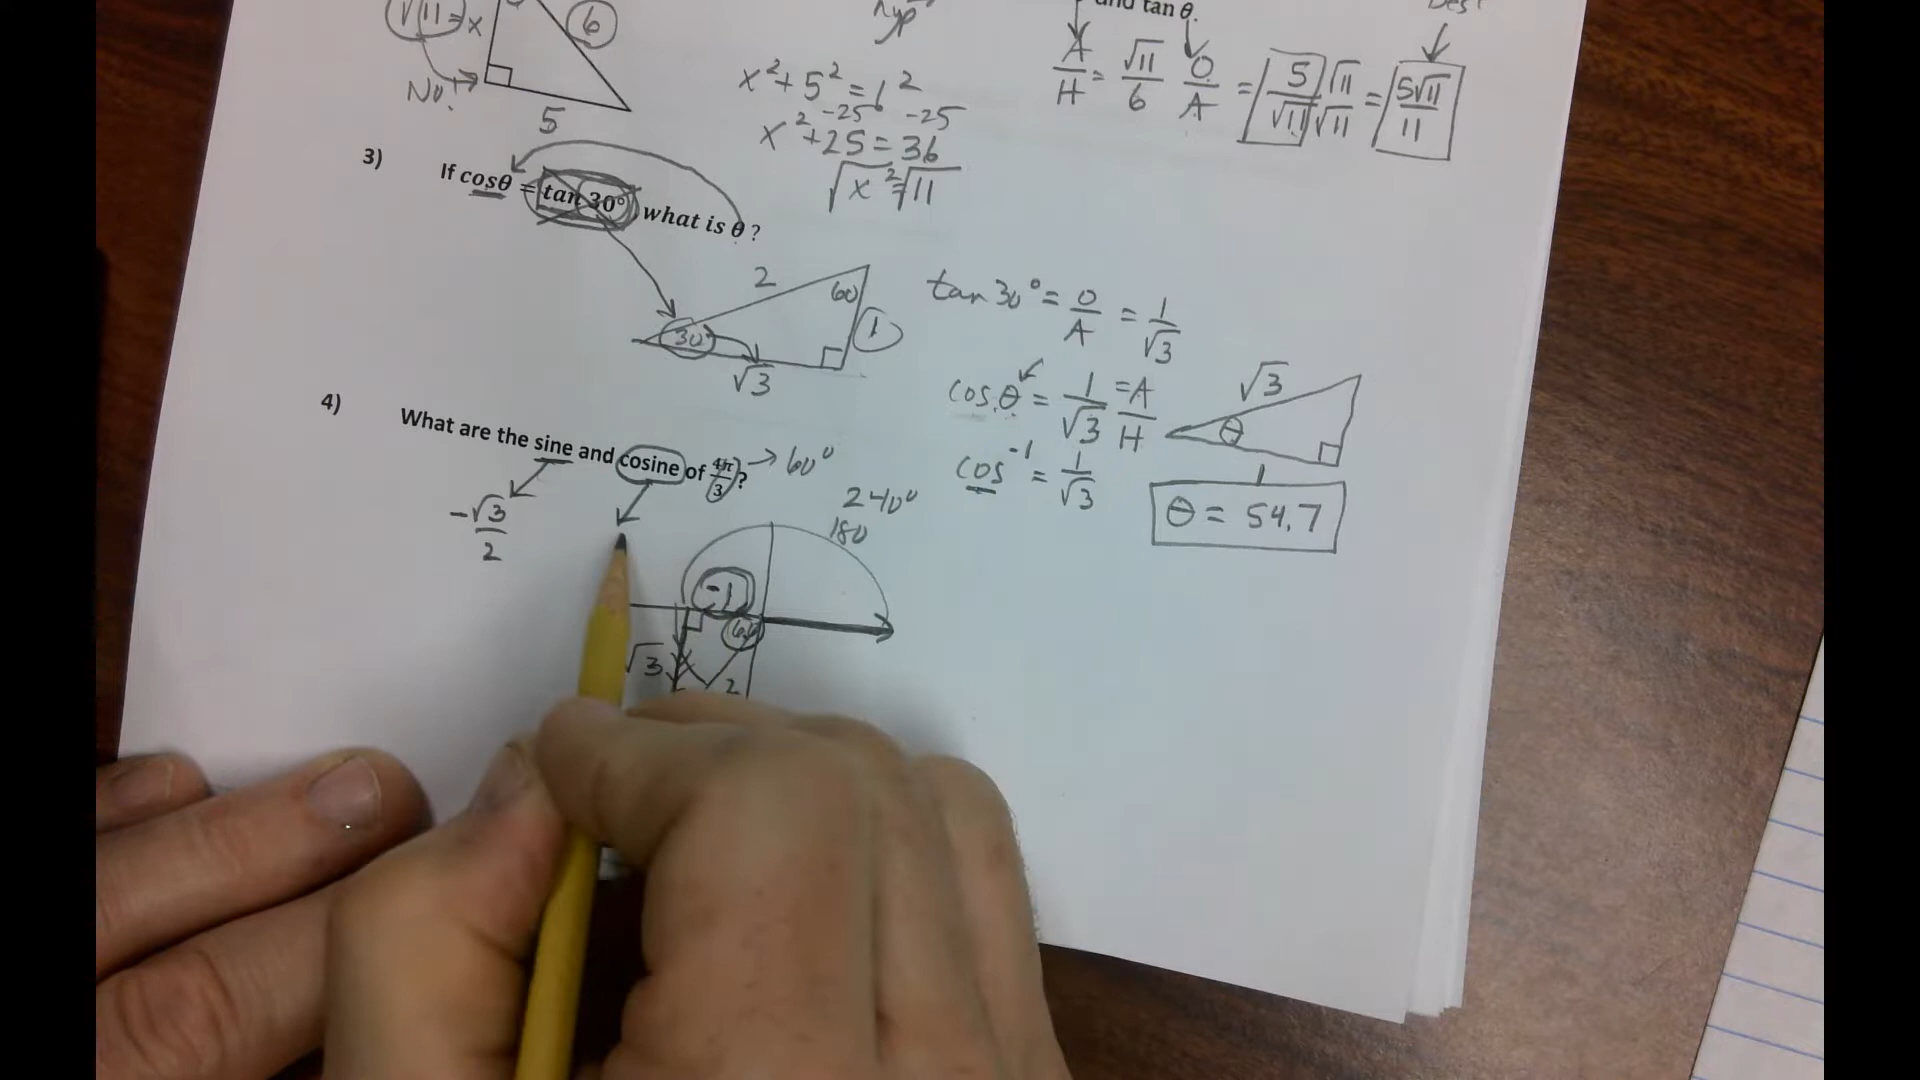 √11 = x
6
No!
5
hyp
and tan θ.
x² + 5² = 6²
-25 -25
x² + 25 = 36
√x² = √11
A/H = √11/6
O/A = 5/√11 √11/√11 = 5√11/11
3) If cosθ = tan 30° what is θ ?
2
60
30
1
√3
tan 30° = O/A = 1/√3
cos θ = 1/√3 = A/H
cos⁻¹ = 1/√3
√3
θ
1
θ = 54.7
4) What are the sine and cosine of 4π/3? → 60°
-√3/2
240°
180
-1
60
√3
2